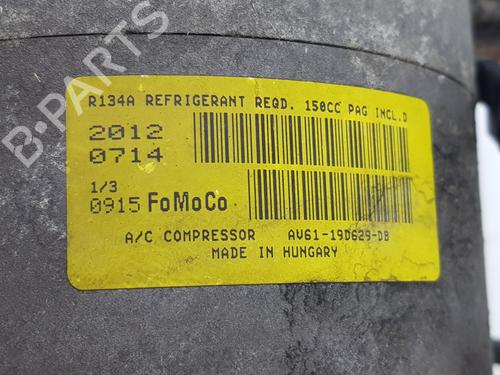 B-PARTS
R134A REFRIGERANT REQD. 150CC PAG INCL.D
2012
0714
1/3
0915 FoMoCo
A/C COMPRESSOR AV61-19D629-DB
MADE IN HUNGARY